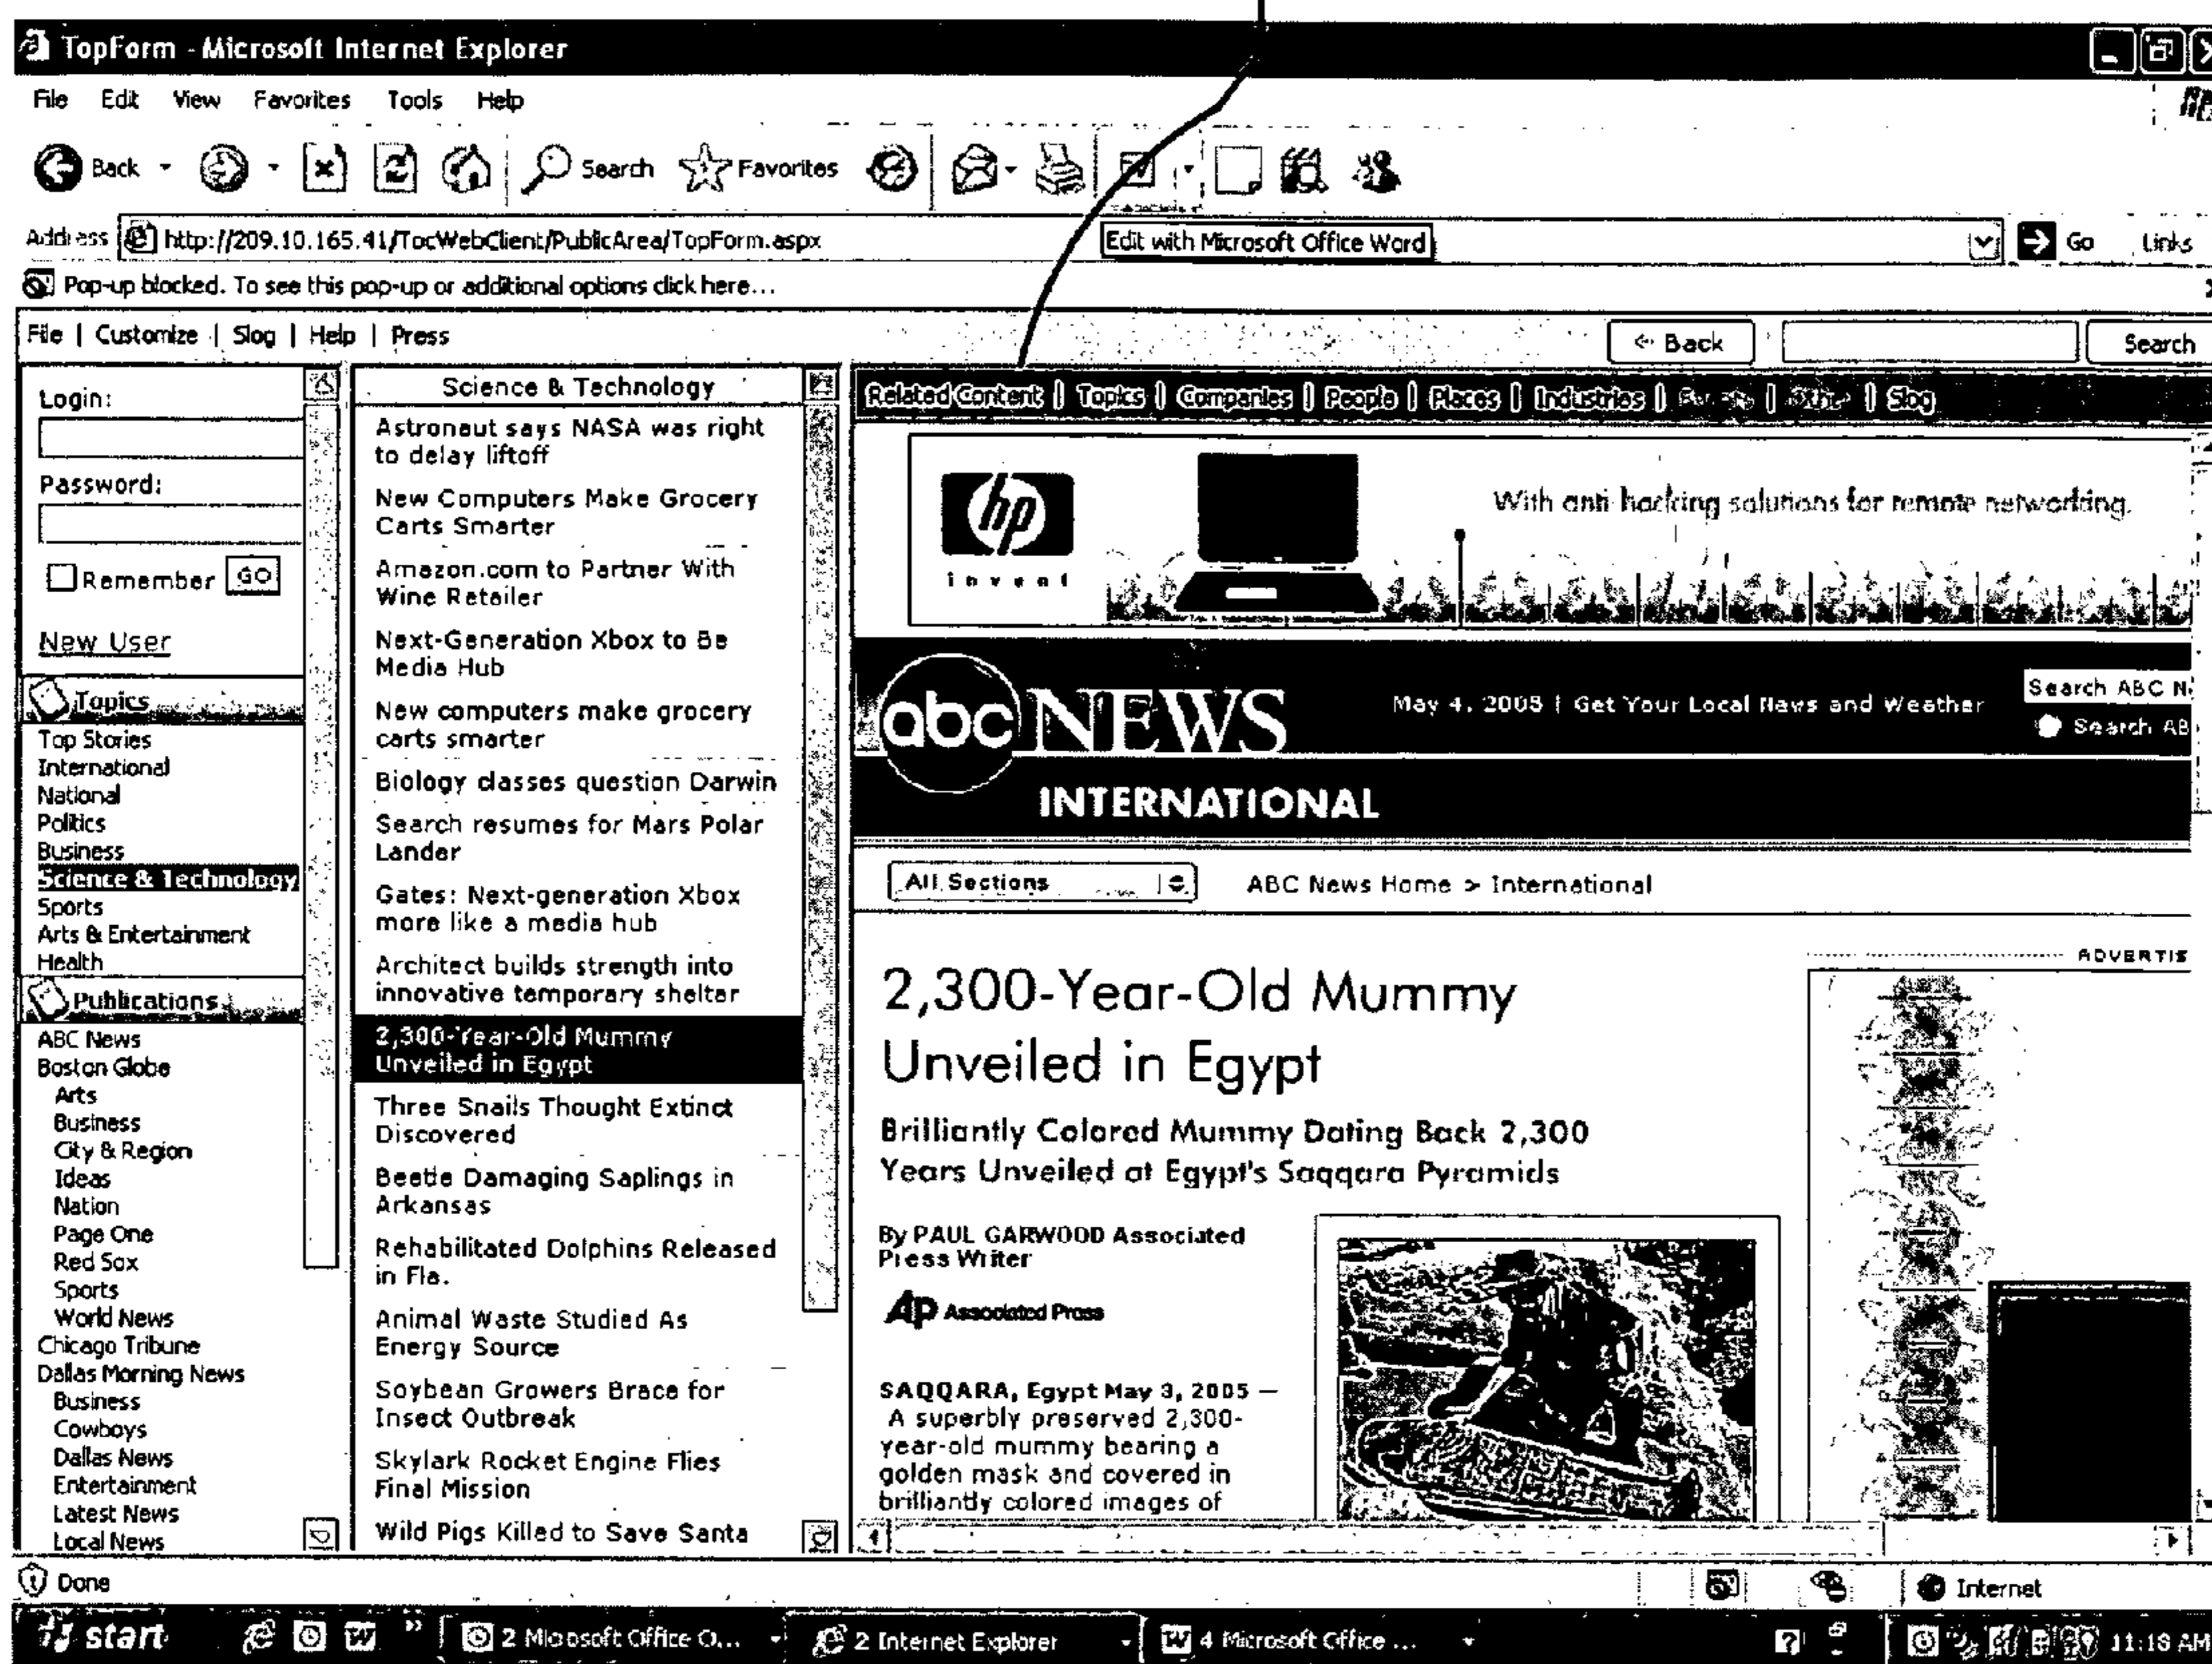 TopForm - Microsoft Internet Explorer
File Edit View Favorites Tools Help
Back Search Favorites
Address http://209.10.165.41/TocWebClient/PublicArea/TopForm.aspx Edit with Microsoft Office Word Go Links
Pop-up blocked. To see this pop-up or additional options click here...
File | Customize | Slog | Help | Press Back Search
Login:
Password:
Remember GO
New User
Topics
Top Stories
International
National
Politics
Business
Science & Technology
Sports
Arts & Entertainment
Health
Publications
ABC News
Boston Globe
Arts
Business
City & Region
Ideas
Nation
Page One
Red Sox
Sports
World News
Chicago Tribune
Dallas Morning News
Business
Cowboys
Dallas News
Entertainment
Latest News
Local News
Science & Technology
Astronaut says NASA was right
to delay liftoff
New Computers Make Grocery
Carts Smarter
Amazon.com to Partner With
Wine Retailer
Next-Generation Xbox to Be
Media Hub
New computers make grocery
carts smarter
Biology classes question Darwin
Search resumes for Mars Polar
Lander
Gates: Next-generation Xbox
more like a media hub
Architect builds strength into
innovative temporary shelter
2,300-Year-Old Mummy
Unveiled in Egypt
Three Snails Thought Extinct
Discovered
Beetle Damaging Saplings in
Arkansas
Rehabilitated Dolphins Released
in Fla.
Animal Waste Studied As
Energy Source
Soybean Growers Brace for
Insect Outbreak
Skylark Rocket Engine Flies
Final Mission
Wild Pigs Killed to Save Santa
Related Content | Topics | Companies | People | Places | Industries | | | Slog
hp
invent
With anti-hacking solutions for remote networking.
abc NEWS
May 4, 2005 | Get Your Local News and Weather
Search ABC N
Search AB
INTERNATIONAL
All Sections ABC News Home > International
ADVERTIS
2,300-Year-Old Mummy
Unveiled in Egypt
Brilliantly Colored Mummy Dating Back 2,300
Years Unveiled at Egypt's Saqqara Pyramids
By PAUL GARWOOD Associated
Press Writer
AP Associated Press
SAQQARA, Egypt May 3, 2005 —
A superbly preserved 2,300-
year-old mummy bearing a
golden mask and covered in
brilliantly colored images of
Done Internet
start 2 Microsoft Office O... 2 Internet Explorer 4 Microsoft Office ... 11:18 AM